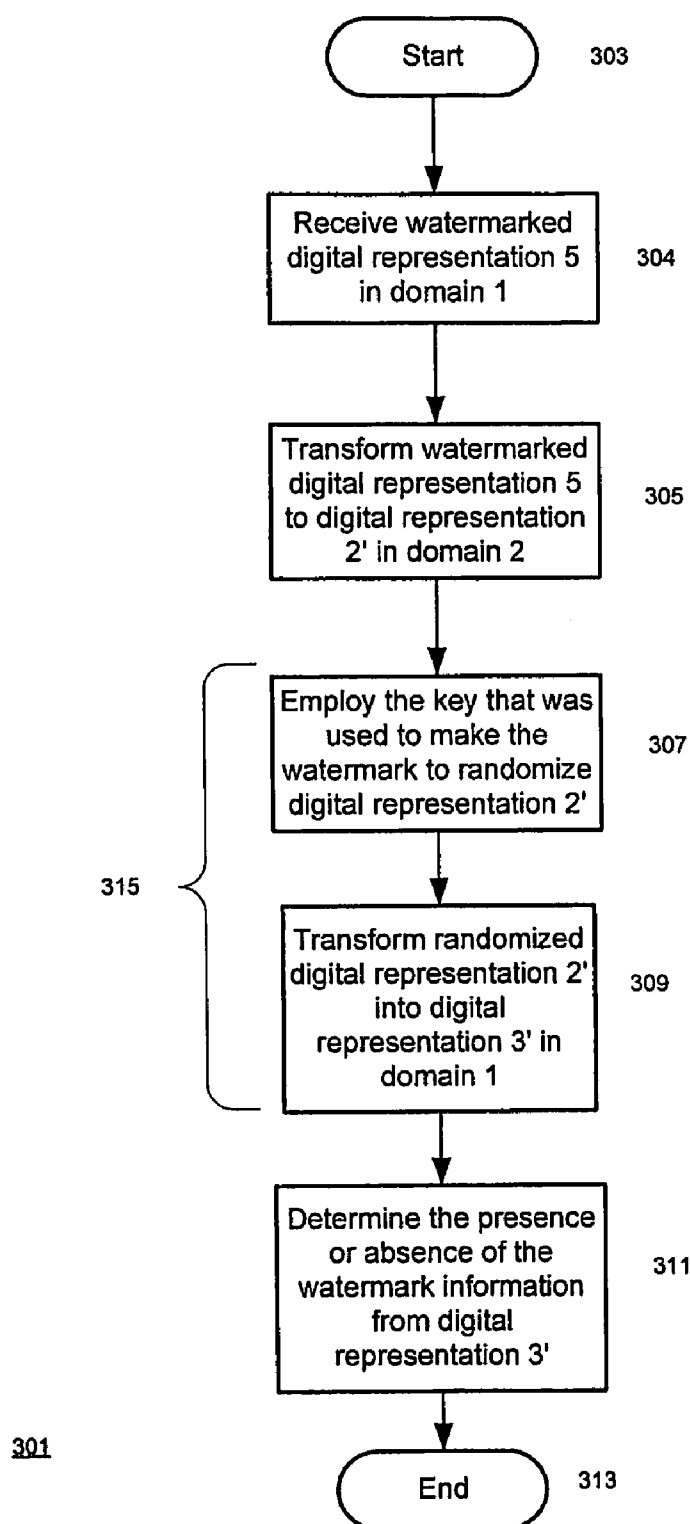 Start
303
Receive watermarked
digital representation 5
in domain 1
304
Transform watermarked
digital representation 5
to digital representation
2' in domain 2
305
Employ the key that was
used to make the
watermark to randomize
digital representation 2'
307
315
Transform randomized
digital representation 2'
into digital
representation 3' in
domain 1
309
Determine the presence
or absence of the
watermark information
from digital
representation 3'
311
301
End
313